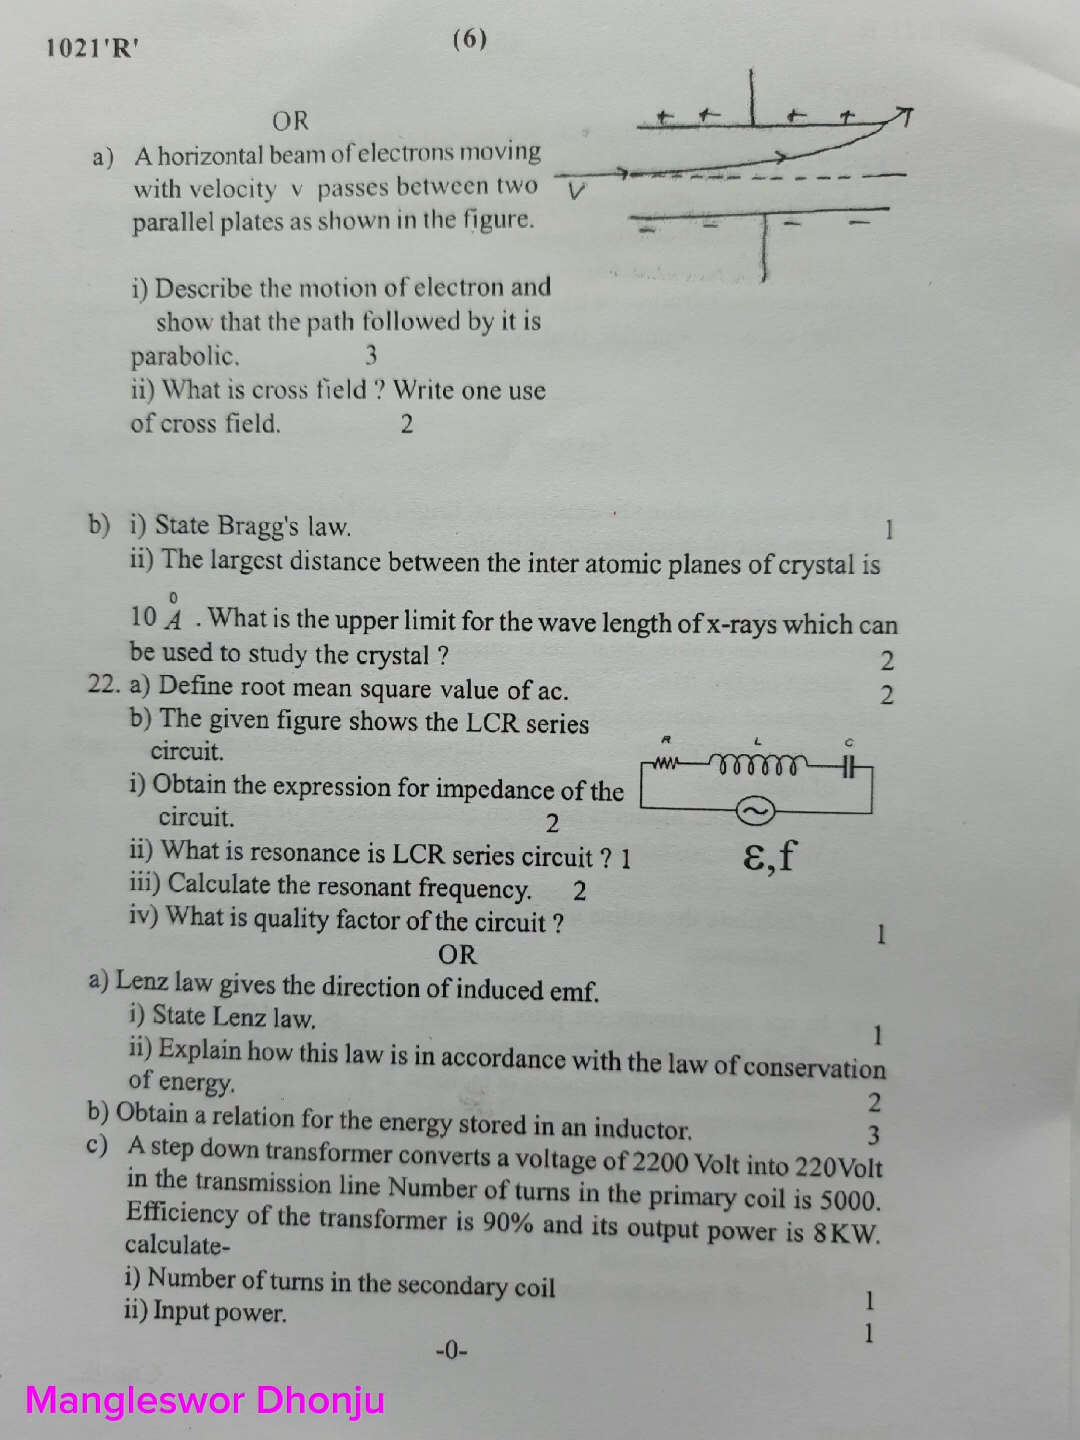 1021'R'
(6)
OR
a) A horizontal beam of electrons moving
with velocity v passes between two
parallel plates as shown in the figure.
+ + + +
V
- - - -
i) Describe the motion of electron and
show that the path followed by it is
parabolic. 3
ii) What is cross field ? Write one use
of cross field. 2
b) i) State Bragg's law. 1
ii) The largest distance between the inter atomic planes of crystal is
0
10 A . What is the upper limit for the wave length of x-rays which can
be used to study the crystal ? 2
22. a) Define root mean square value of ac. 2
b) The given figure shows the LCR series
circuit.
R L C
i) Obtain the expression for impedance of the
circuit. 2
ii) What is resonance is LCR series circuit ? 1
ε,f
iii) Calculate the resonant frequency. 2
iv) What is quality factor of the circuit ? 1
OR
a) Lenz law gives the direction of induced emf.
i) State Lenz law. 1
ii) Explain how this law is in accordance with the law of conservation
of energy. 2
b) Obtain a relation for the energy stored in an inductor. 3
c) A step down transformer converts a voltage of 2200 Volt into 220Volt
in the transmission line Number of turns in the primary coil is 5000.
Efficiency of the transformer is 90% and its output power is 8KW.
calculate-
i) Number of turns in the secondary coil 1
ii) Input power. 1
-0-
Mangleswor Dhonju